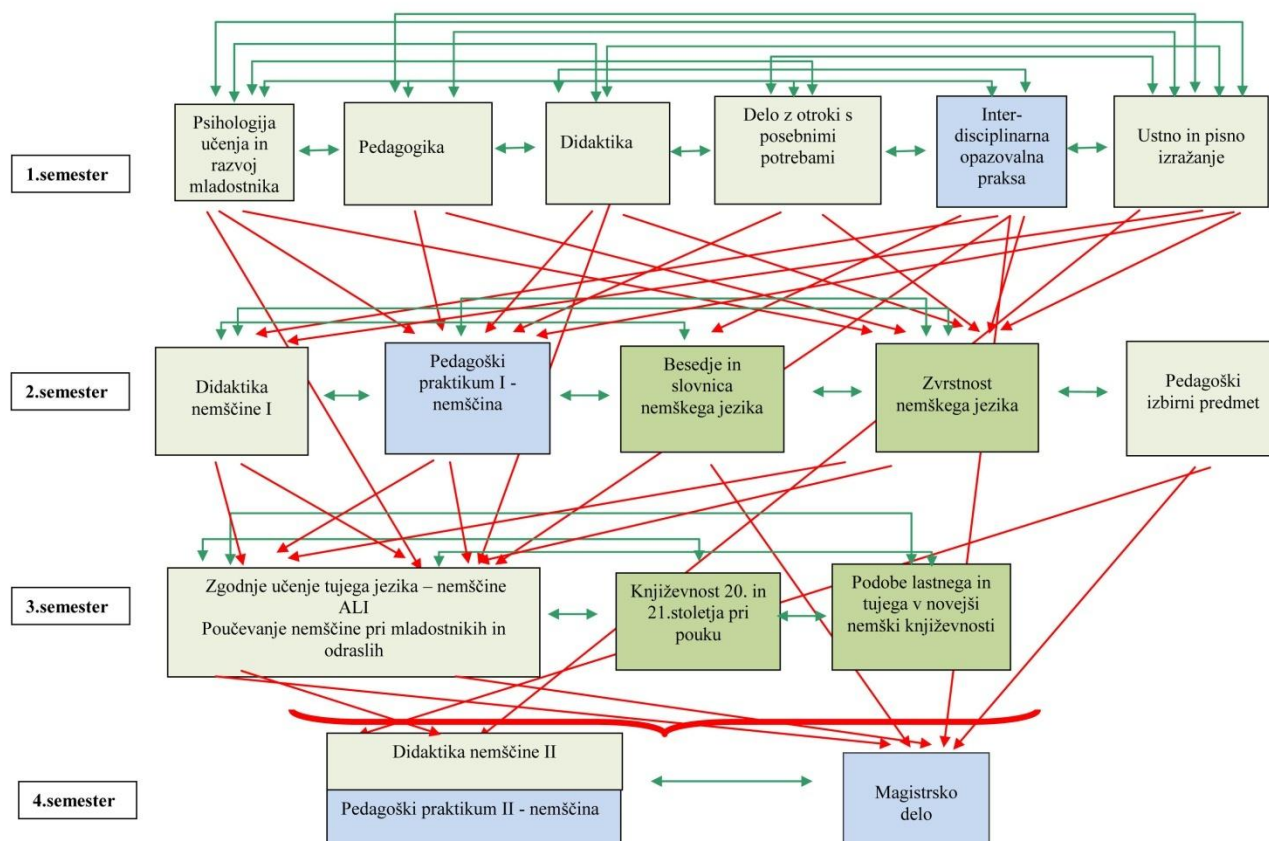 1.semester
Psihologija
učenja in
razvoj
mladostnika
Pedagogika
Didaktika
Delo z otroki s
posebnimi
potrebami
Inter-
disciplinarna
opazovalna
praksa
Ustno in pisno
izražanje
2.semester
Didaktika
nemščine I
Pedagoški
praktikum I -
nemščina
Besedje in
slovnica
nemškega
jezika
Zvrstnost
nemškega jezika
Pedagoški
izbirni predmet
3.semester
Zgodnje učenje tujega jezika – nemščine
ALI
Poučevanje nemščine pri mladostnikih in
odraslih
Književnost 20. in
21.stoletja pri
pouku
Podobe lastnega in
tujega v novejši
nemški književnosti
4.semester
Didaktika nemščine II
Pedagoški praktikum II - nemščina
Magistrsko
delo